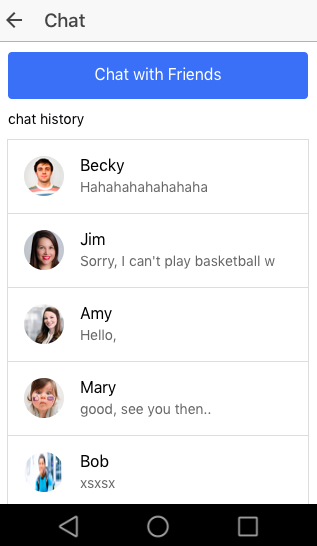 Chat
Chat with Friends
chat history
Becky
Hahahahahahahaha
Jim
Sorry, I can't play basketball w
Amy
Hello,
Mary
good, see you then..
Bob
xsxsx